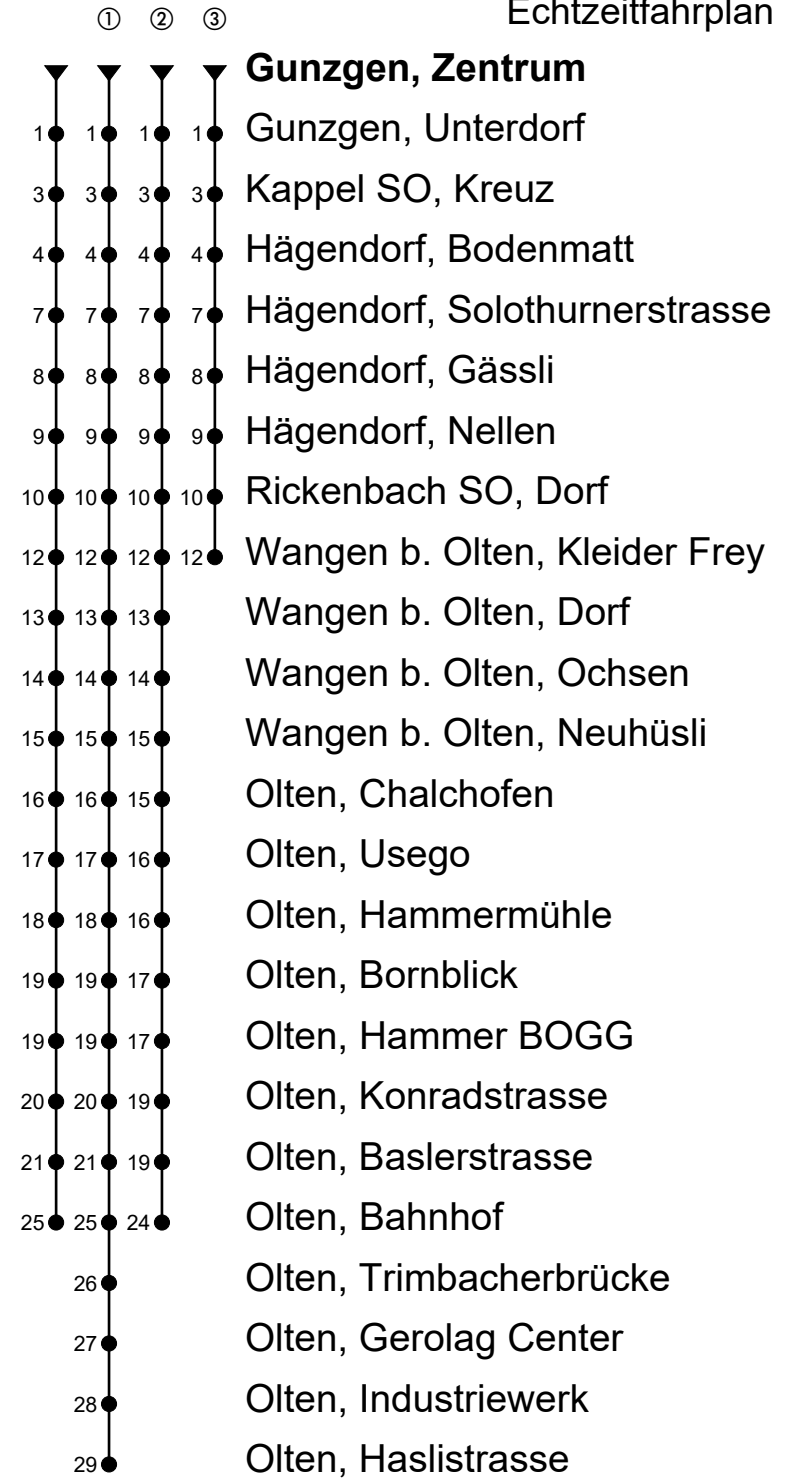 ① ② ③ Echtzeitfahrplan
Gunzgen, Zentrum
1 1 1 1 Gunzgen, Unterdorf
3 3 3 3 Kappel SO, Kreuz
4 4 4 4 Hägendorf, Bodenmatt
7 7 7 7 Hägendorf, Solothurnerstrasse
8 8 8 8 Hägendorf, Gässli
9 9 9 9 Hägendorf, Nellen
10 10 10 10 Rickenbach SO, Dorf
12 12 12 12 Wangen b. Olten, Kleider Frey
13 13 13 Wangen b. Olten, Dorf
14 14 14 Wangen b. Olten, Ochsen
15 15 15 Wangen b. Olten, Neuhüsli
16 16 15 Olten, Chalchofen
17 17 16 Olten, Usego
18 18 16 Olten, Hammermühle
19 19 17 Olten, Bornblick
19 19 17 Olten, Hammer BOGG
20 20 19 Olten, Konradstrasse
21 21 19 Olten, Baslerstrasse
25 25 24 Olten, Bahnhof
26 Olten, Trimbacherbrücke
27 Olten, Gerolag Center
28 Olten, Industriewerk
29 Olten, Haslistrasse